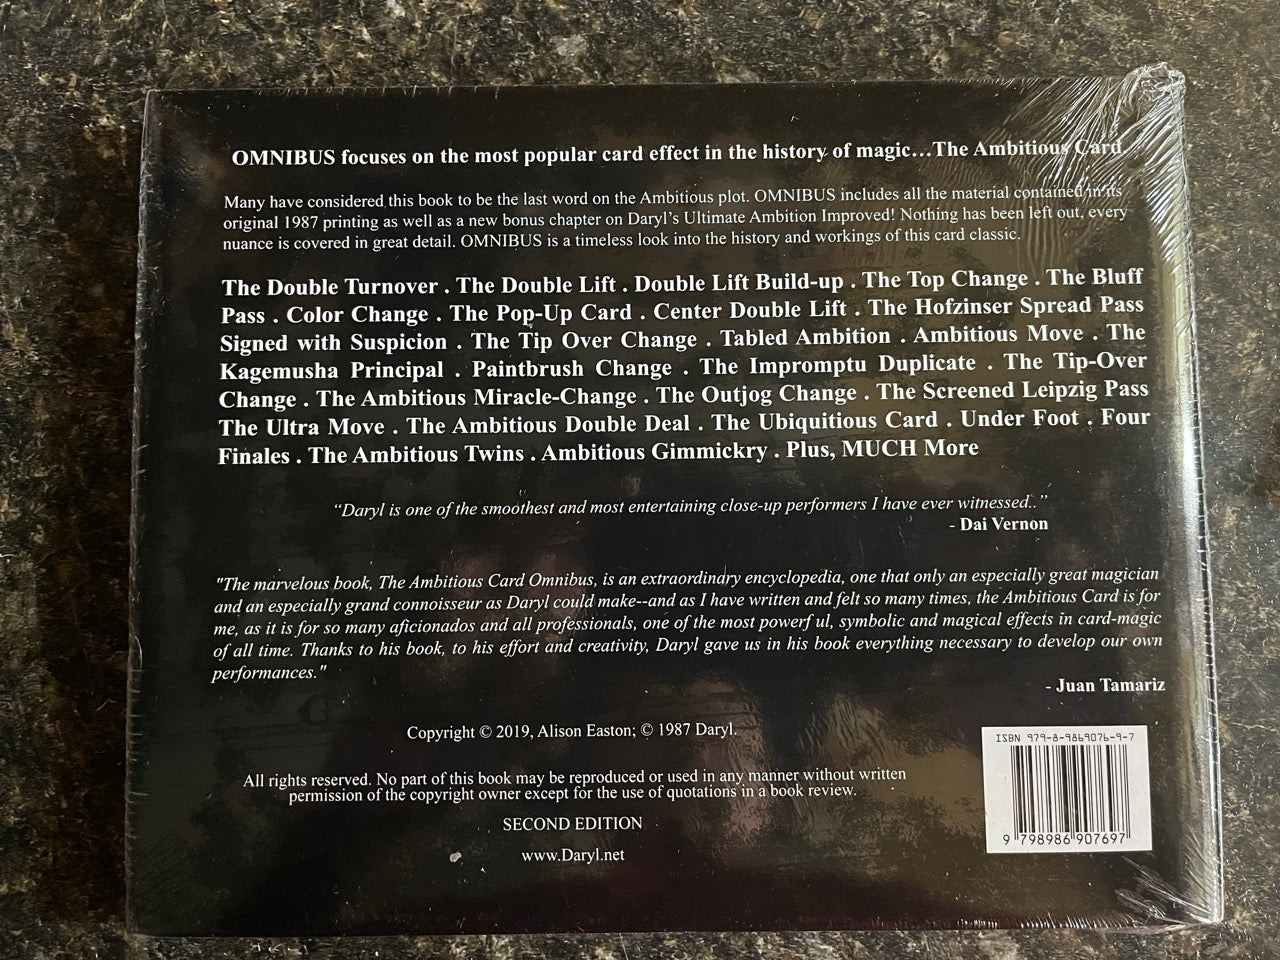 OMNIBUS focuses on the most popular card effect in the history of magic…The Ambitious Card.
Many have considered this book to be the last word on the Ambitious plot. OMNIBUS includes all the material contained in its
original 1987 printing as well as a new bonus chapter on Daryl's Ultimate Ambition Improved! Nothing has been left out, every
nuance is covered in great detail. OMNIBUS is a timeless look into the history and workings of this card classic.
The Double Turnover . The Double Lift . Double Lift Build-up . The Top Change . The Bluff
Pass . Color Change . The Pop-Up Card . Center Double Lift . The Hofzinser Spread Pass
Signed with Suspicion . The Tip Over Change . Tabled Ambition . Ambitious Move . The
Kagemusha Principal . Paintbrush Change . The Impromptu Duplicate . The Tip-Over
Change . The Ambitious Miracle-Change . The Outjog Change . The Screened Leipzig Pass
The Ultra Move . The Ambitious Double Deal . The Ubiquitious Card . Under Foot . Four
Finales . The Ambitious Twins . Ambitious Gimmickry . Plus, MUCH More
“Daryl is one of the smoothest and most entertaining close-up performers I have ever witnessed..”
- Dai Vernon
"The marvelous book, The Ambitious Card Omnibus, is an extraordinary encyclopedia, one that only an especially great magician
and an especially grand connoisseur as Daryl could make--and as I have written and felt so many times, the Ambitious Card is for
me, as it is for so many aficionados and all professionals, one of the most powerful, symbolic and magical effects in card-magic
of all time. Thanks to his book, to his effort and creativity, Daryl gave us in his book everything necessary to develop our own
performances."
- Juan Tamariz
Copyright © 2019, Alison Easton; © 1987 Daryl.
All rights reserved. No part of this book may be reproduced or used in any manner without written
permission of the copyright owner except for the use of quotations in a book review.
SECOND EDITION
www.Daryl.net
ISBN 979-8-9869076-9-7
9 798986 907697